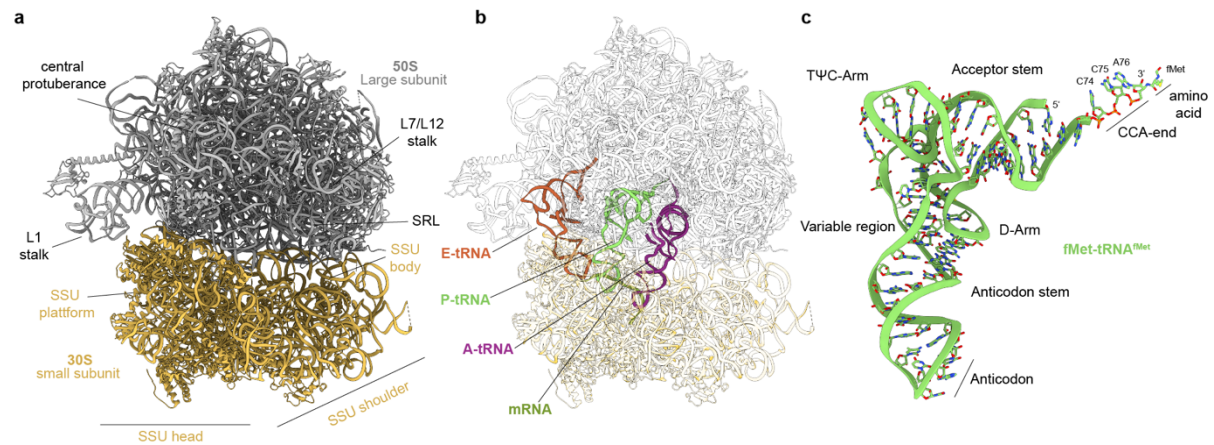 a
50S
Large subunit
central
protuberance
L7/L12
stalk
L1
stalk
SRL
SSU
body
SSU
plattform
30S
small subunit
SSU shoulder
SSU head
b
E-tRNA
P-tRNA
A-tRNA
mRNA
c
TΨC-Arm
Acceptor stem
C74
C75
A76
3'
fMet
5'
amino
acid
CCA-end
Variable region
D-Arm
fMet-tRNAᶠᴹᵉᵗ
Anticodon stem
Anticodon